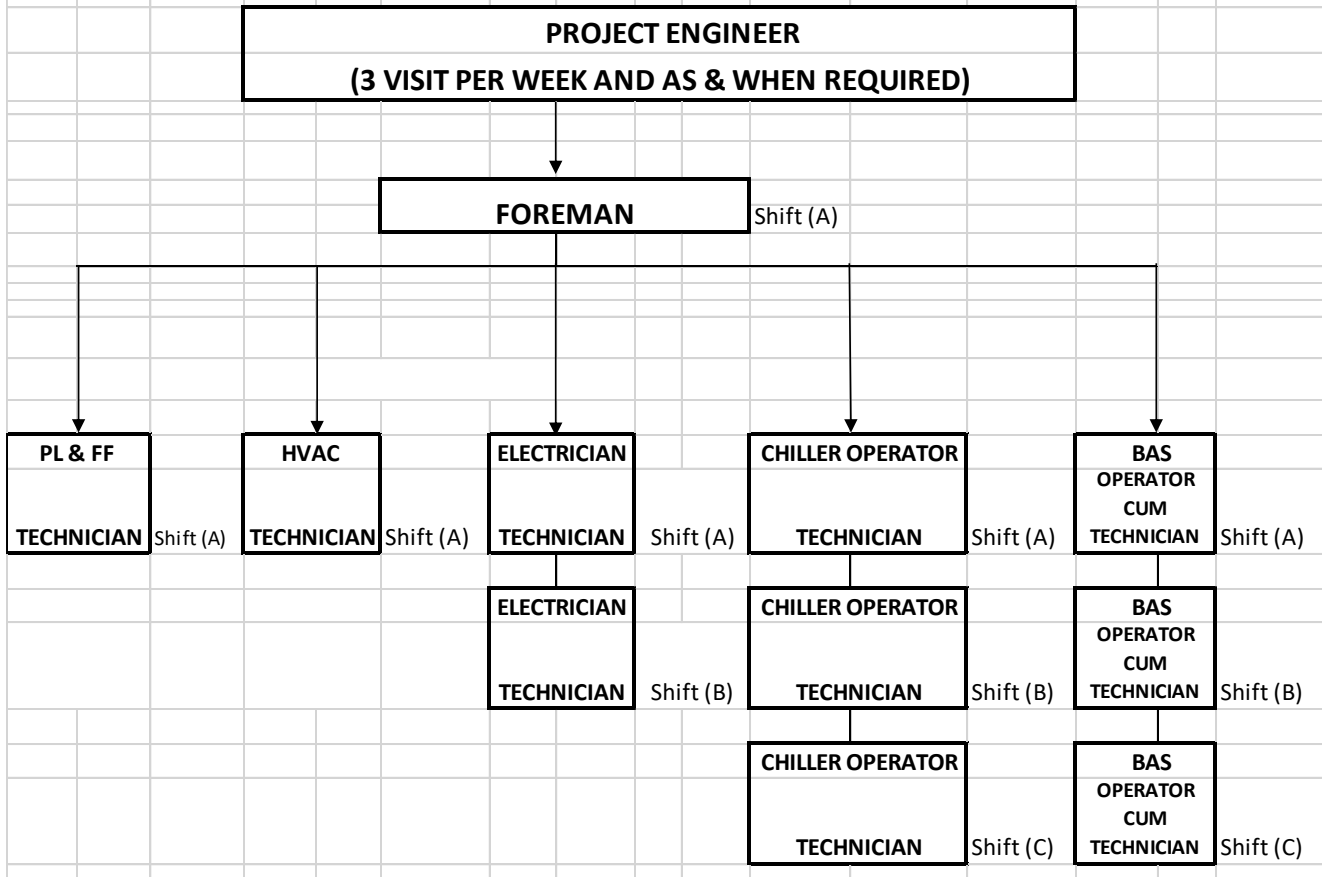 PROJECT ENGINEER
(3 VISIT PER WEEK AND AS & WHEN REQUIRED)
FOREMAN
Shift (A)
PL & FF
TECHNICIAN
Shift (A)
HVAC
TECHNICIAN
Shift (A)
ELECTRICIAN
TECHNICIAN
Shift (A)
CHILLER OPERATOR
TECHNICIAN
Shift (A)
BAS
OPERATOR
CUM
TECHNICIAN
Shift (A)
ELECTRICIAN
TECHNICIAN
Shift (B)
CHILLER OPERATOR
TECHNICIAN
Shift (B)
BAS
OPERATOR
CUM
TECHNICIAN
Shift (B)
CHILLER OPERATOR
TECHNICIAN
Shift (C)
BAS
OPERATOR
CUM
TECHNICIAN
Shift (C)